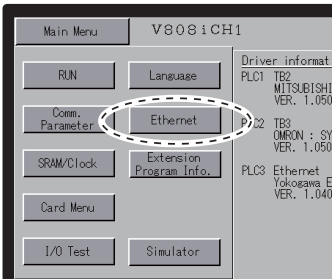 Main Menu
V808iCH1
RUN
Language
Comm.
Parameter
Ethernet
SRAM/Clock
Extension
Program Info.
Card Menu
I/O Test
Simulator
Driver informat
PLC1 TB2
MITSUBISHI
VER. 1.050
TB3
OMRON : SY
VER. 1.050
PLC3 Ethernet
Yokogawa E
VER. 1.040